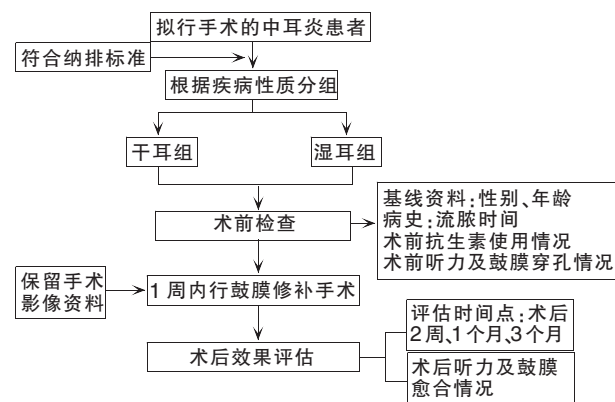 拟行手术的中耳炎患者
符合纳排标准
根据疾病性质分组
干耳组
湿耳组
术前检查
基线资料:性别、年龄
病史:流脓时间
术前抗生素使用情况
术前听力及鼓膜穿孔情况
保留手术
影像资料
1周内行鼓膜修补手术
评估时间点:术后
2周、1个月、3个月
术后效果评估
术后听力及鼓膜
愈合情况